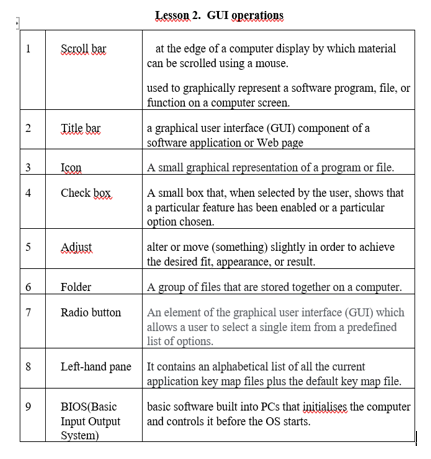 Lesson 2. GUI operations
1 Scroll bar at the edge of a computer display by which material
can be scrolled using a mouse.
used to graphically represent a software program, file, or
function on a computer screen.
2 Title bar a graphical user interface (GUI) component of a
software application or Web page
3 Icon A small graphical representation of a program or file.
4 Check box A small box that, when selected by the user, shows that
a particular feature has been enabled or a particular
option chosen.
5 Adjust alter or move (something) slightly in order to achieve
the desired fit, appearance, or result.
6 Folder A group of files that are stored together on a computer.
7 Radio button An element of the graphical user interface (GUI) which
allows a user to select a single item from a predefined
list of options.
8 Left-hand pane It contains an alphabetical list of all the current
application key map files plus the default key map file.
9 BIOS(Basic basic software built into PCs that initialises the computer
Input Output and controls it before the OS starts.
System)